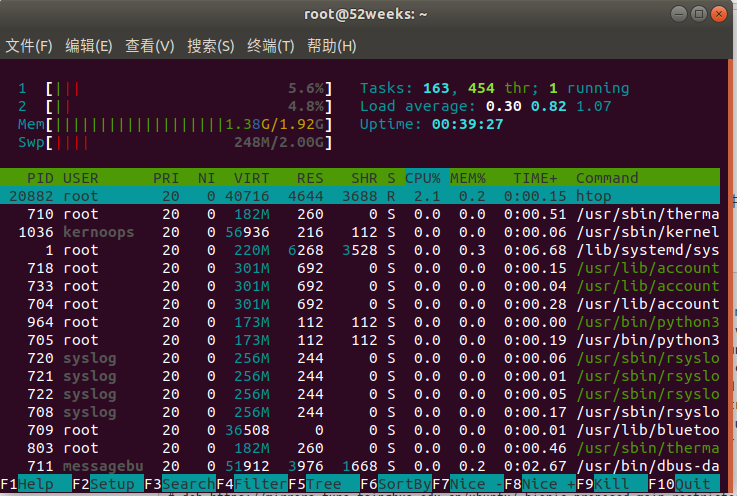 root@52weeks: ~
文件(F) 编辑(E) 查看(V) 搜索(S) 终端(T) 帮助(H)
1 [||| 5.6%] Tasks: 163, 454 thr; 1 running
2 [|| 4.8%] Load average: 0.30 0.82 1.07
Mem[|||||||||||||||||||1.38G/1.92G] Uptime: 00:39:27
Swp[|||| 248M/2.00G]
PID USER PRI NI VIRT RES SHR S CPU% MEM% TIME+ Command
20882 root 20 0 40716 4644 3688 R 2.1 0.2 0:00.15 htop
710 root 20 0 182M 260 0 S 0.0 0.0 0:00.51 /usr/sbin/therma
1036 kernoops 20 0 56936 216 112 S 0.0 0.0 0:00.06 /usr/sbin/kernel
1 root 20 0 220M 6268 3528 S 0.0 0.3 0:06.68 /lib/systemd/sys
718 root 20 0 301M 692 0 S 0.0 0.0 0:00.15 /usr/lib/account
733 root 20 0 301M 692 0 S 0.0 0.0 0:00.04 /usr/lib/account
704 root 20 0 301M 692 0 S 0.0 0.0 0:00.28 /usr/lib/account
964 root 20 0 173M 112 112 S 0.0 0.0 0:00.00 /usr/bin/python3
705 root 20 0 173M 112 112 S 0.0 0.0 0:00.19 /usr/bin/python3
720 syslog 20 0 256M 244 0 S 0.0 0.0 0:00.06 /usr/sbin/rsyslo
721 syslog 20 0 256M 244 0 S 0.0 0.0 0:00.01 /usr/sbin/rsyslo
722 syslog 20 0 256M 244 0 S 0.0 0.0 0:00.05 /usr/sbin/rsyslo
708 syslog 20 0 256M 244 0 S 0.0 0.0 0:00.17 /usr/sbin/rsyslo
709 root 20 0 36508 0 0 S 0.0 0.0 0:00.01 /usr/lib/bluetoo
803 root 20 0 182M 260 0 S 0.0 0.0 0:00.46 /usr/sbin/therma
711 messagebu 20 0 51912 3976 1668 S 0.0 0.2 0:02.67 /usr/bin/dbus-da
F1Help F2Setup F3SearchF4FilterF5Tree F6SortByF7Nice -F8Nice +F9Kill F10Quit